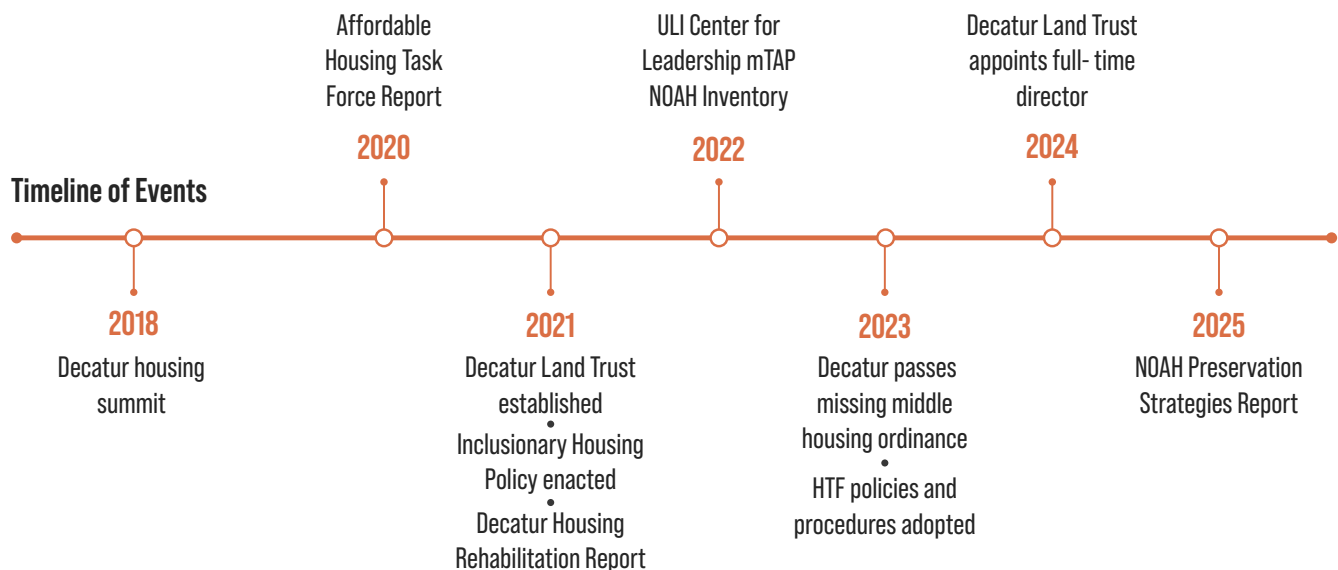 Affordable
Housing Task
Force Report
2020
ULI Center for
Leadership mTAP
NOAH Inventory
2022
Decatur Land Trust
appoints full- time
director
2024
Timeline of Events
2018
Decatur housing
summit
2021
Decatur Land Trust
established
•
Inclusionary Housing
Policy enacted
•
Decatur Housing
Rehabilitation Report
2023
Decatur passes
missing middle
housing ordinance
•
HTF policies and
procedures adopted
2025
NOAH Preservation
Strategies Report